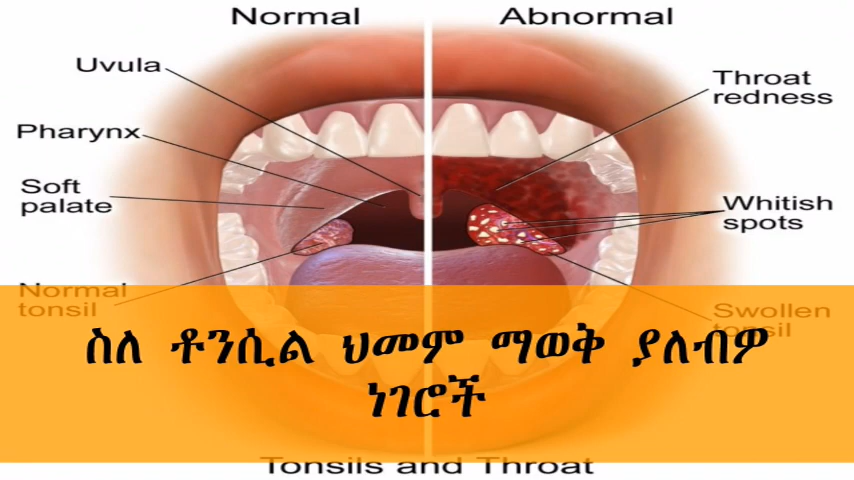 Normal
Abnormal
Uvula
Throat
redness
Pharynx
Soft
palate
Whitish
spots
Normal
tonsil
Swollen
tonsil
ስለ ቶንሲል ህመም ማወቅ ያለብዎ
ነገሮች
Tonsils and Throat